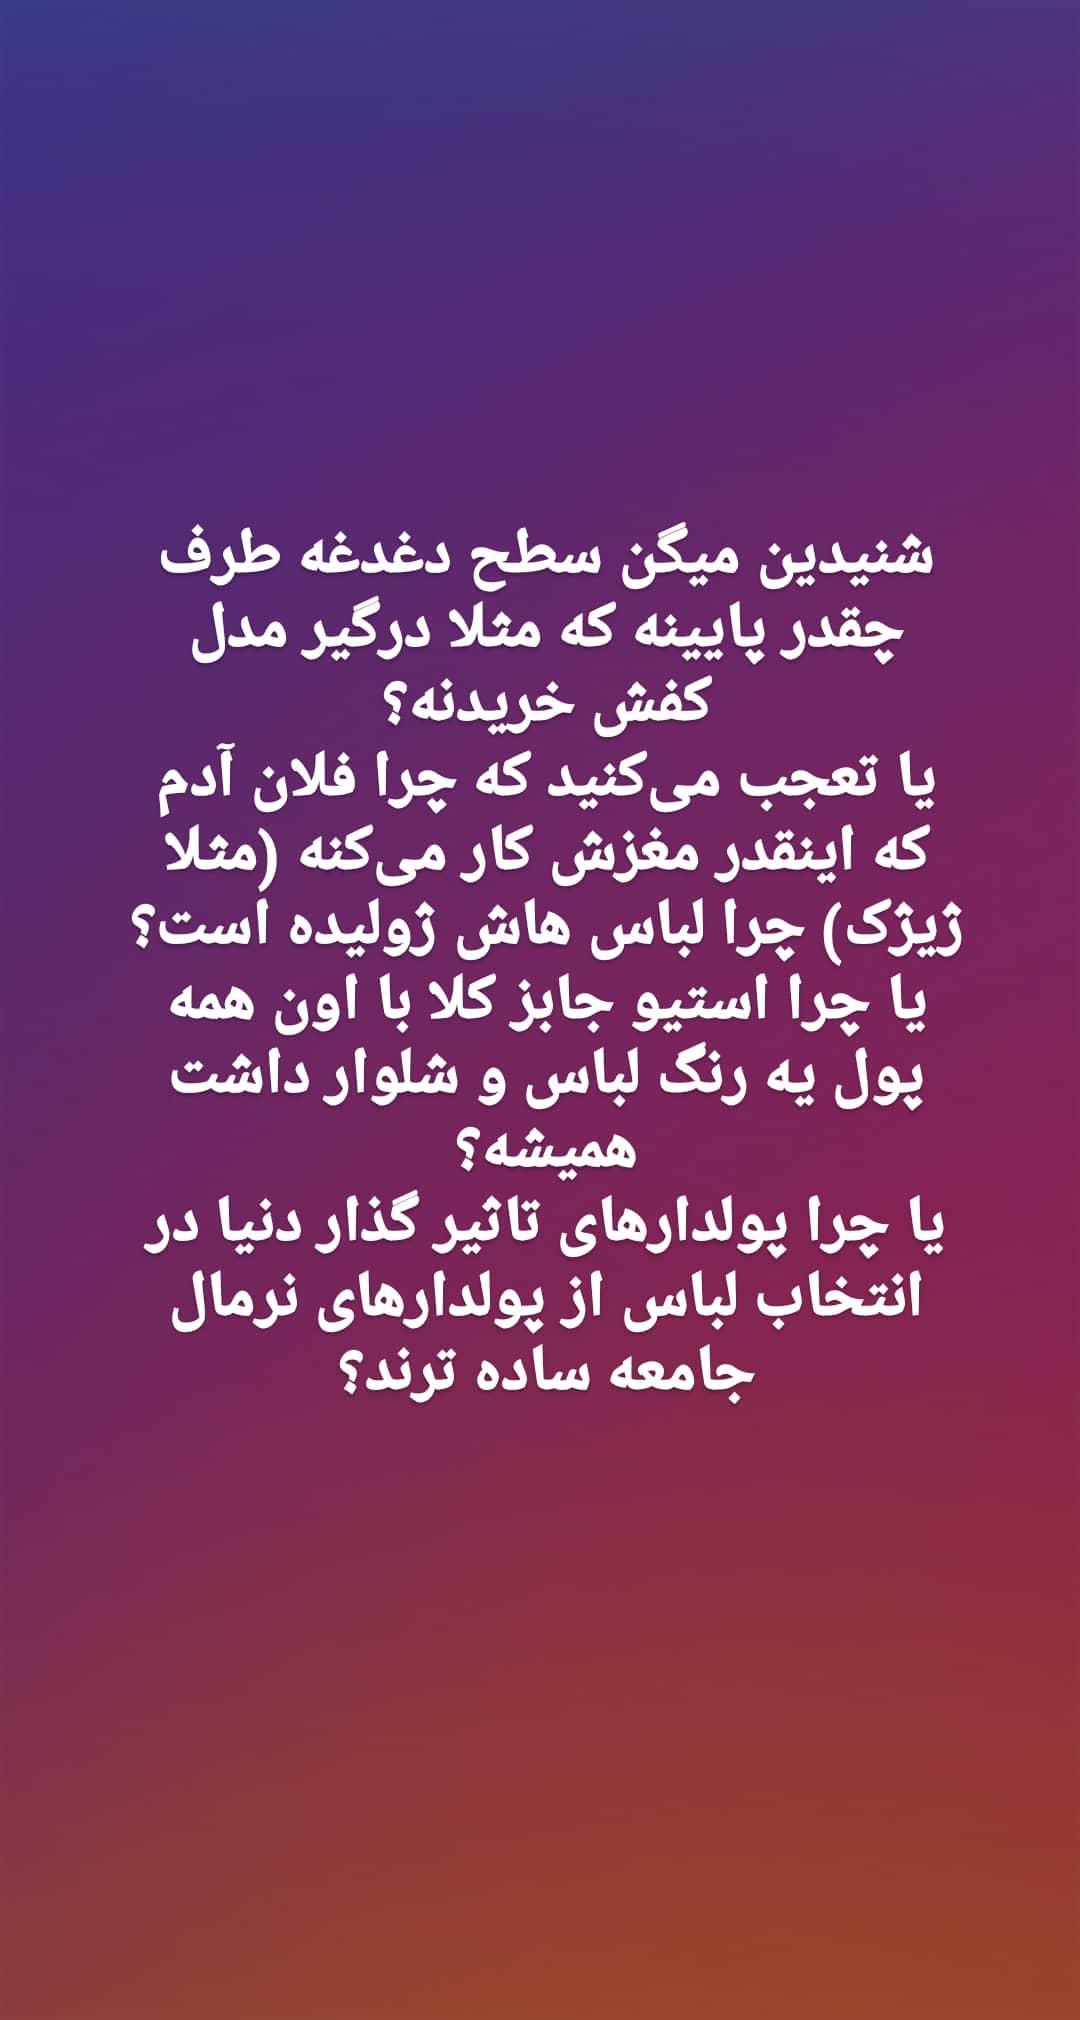 شنیدین میگن سطح دغدغه طرف
چقدر پایینه که مثلا درگیر مدل
کفش خریدنه؟
یا تعجب می‌کنید که چرا فلان آدم
که اینقدر مغزش کار می‌کنه (مثلا
ژیژک) چرا لباس هاش ژولیده است؟
یا چرا استیو جابز کلا با اون همه
پول یه رنگ لباس و شلوار داشت
همیشه؟
یا چرا پولدارهای تاثیر گذار دنیا در
انتخاب لباس از پولدارهای نرمال
جامعه ساده ترند؟